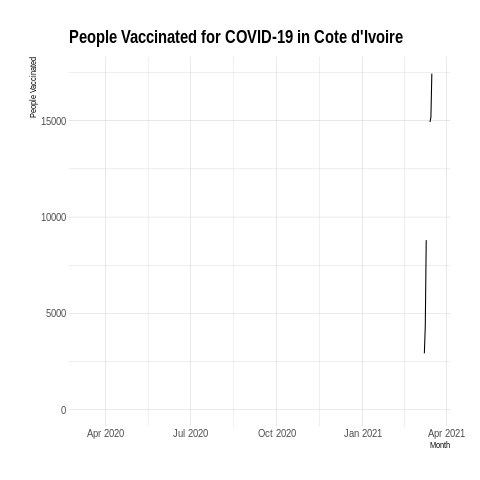 People Vaccinated for COVID-19 in Cote d'Ivoire
People Vaccinated
15000
10000
5000
0
Apr 2020 Jul 2020 Oct 2020 Jan 2021 Apr 2021
Month